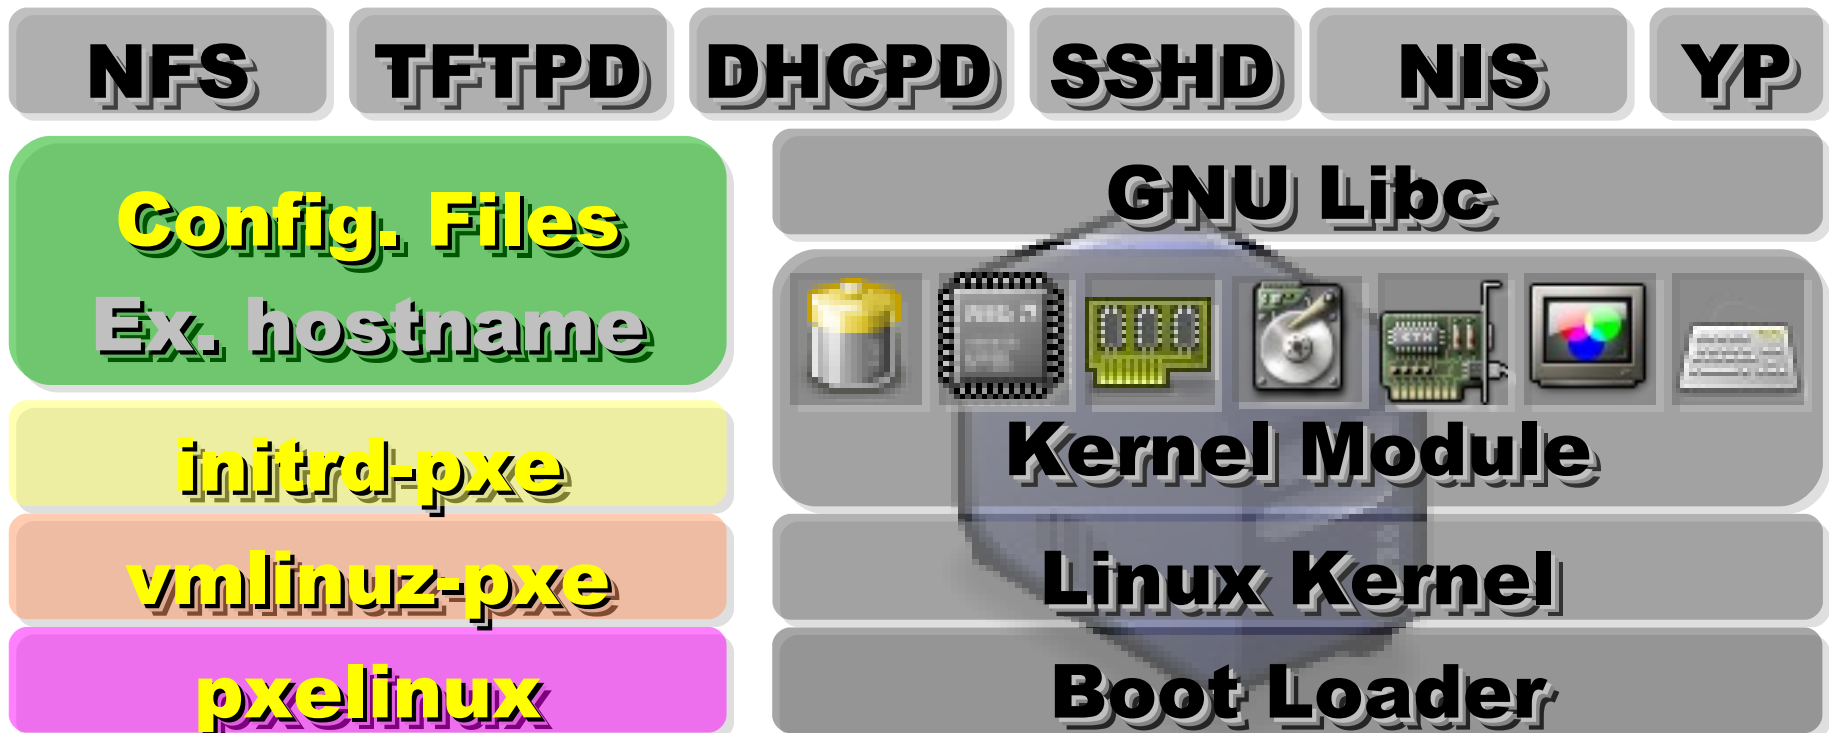 NFS TFTPD DHCPD SSHD NIS YP
Config. Files
Ex. hostname
initrd-pxe
vmlinuz-pxe
pxelinux
GNU Libc
Kernel Module
Linux Kernel
Boot Loader